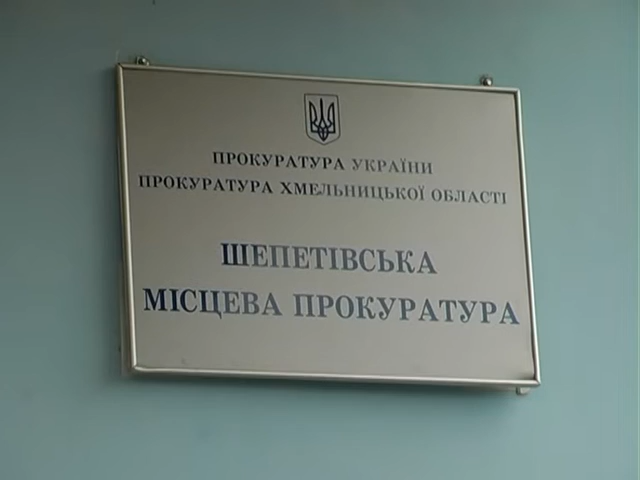 ПРОКУРАТУРА УКРАЇНИ
ПРОКУРАТУРА ХМЕЛЬНИЦЬКОЇ ОБЛАСТІ
ШЕПЕТІВСЬКА
МІСЦЕВА ПРОКУРАТУРА